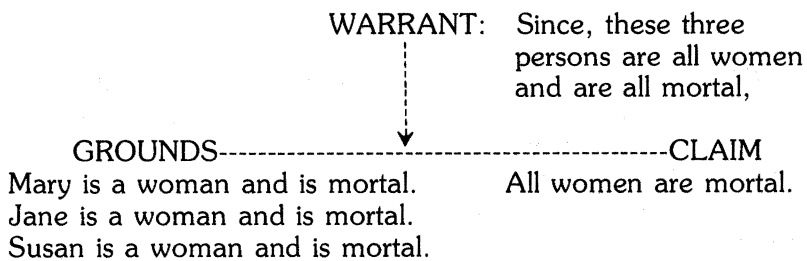 WARRANT: Since, these three
persons are all women
and are all mortal,
GROUNDS CLAIM
Mary is a woman and is mortal. All women are mortal.
Jane is a woman and is mortal.
Susan is a woman and is mortal.